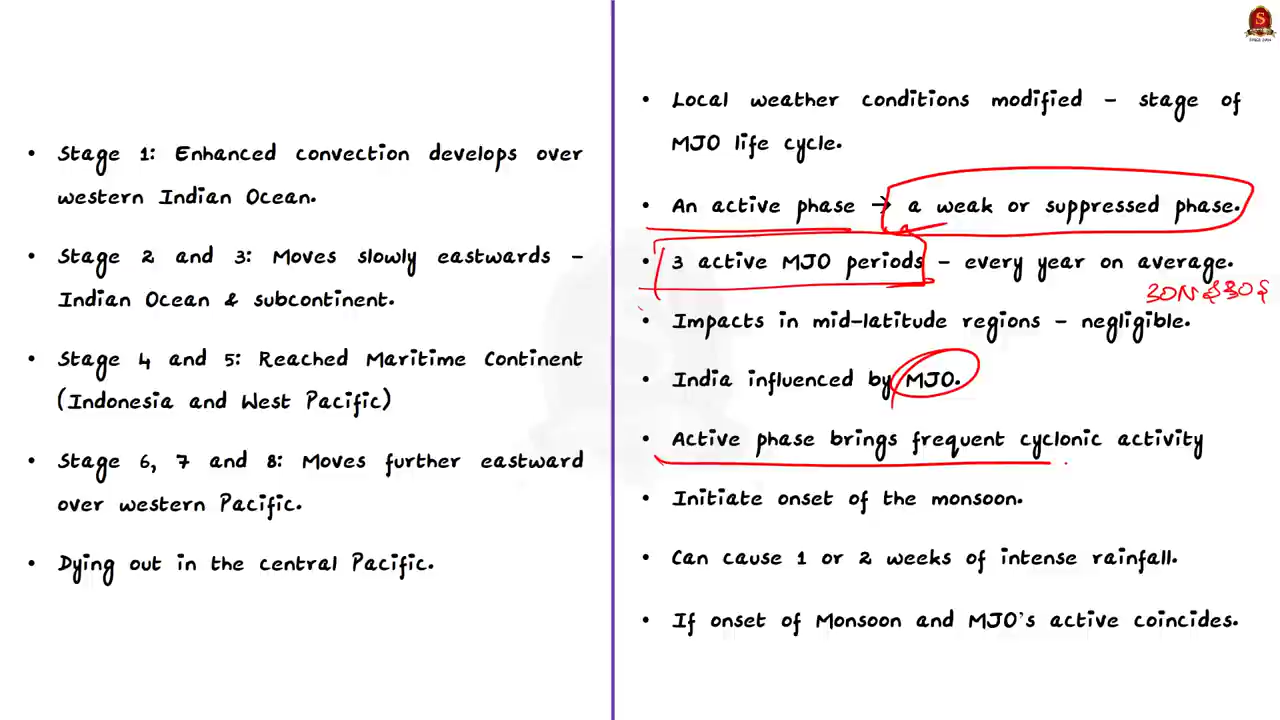 • Stage 1: Enhanced convection develops over
western Indian Ocean.
• Stage 2 and 3: Moves slowly eastwards –
Indian Ocean & subcontinent.
• Stage 4 and 5: Reached Maritime Continent
(Indonesia and West Pacific)
• Stage 6, 7 and 8: Moves further eastward
over western Pacific.
• Dying out in the central Pacific.
• Local weather conditions modified – stage of
MJO life cycle.
• An active phase → a weak or suppressed phase.
• 3 active MJO periods – every year on average.
30N & 30S
• Impacts in mid-latitude regions – negligible.
• India influenced by MJO.
• Active phase brings frequent cyclonic activity
• Initiate onset of the monsoon.
• Can cause 1 or 2 weeks of intense rainfall.
• If onset of Monsoon and MJO's active coincides.